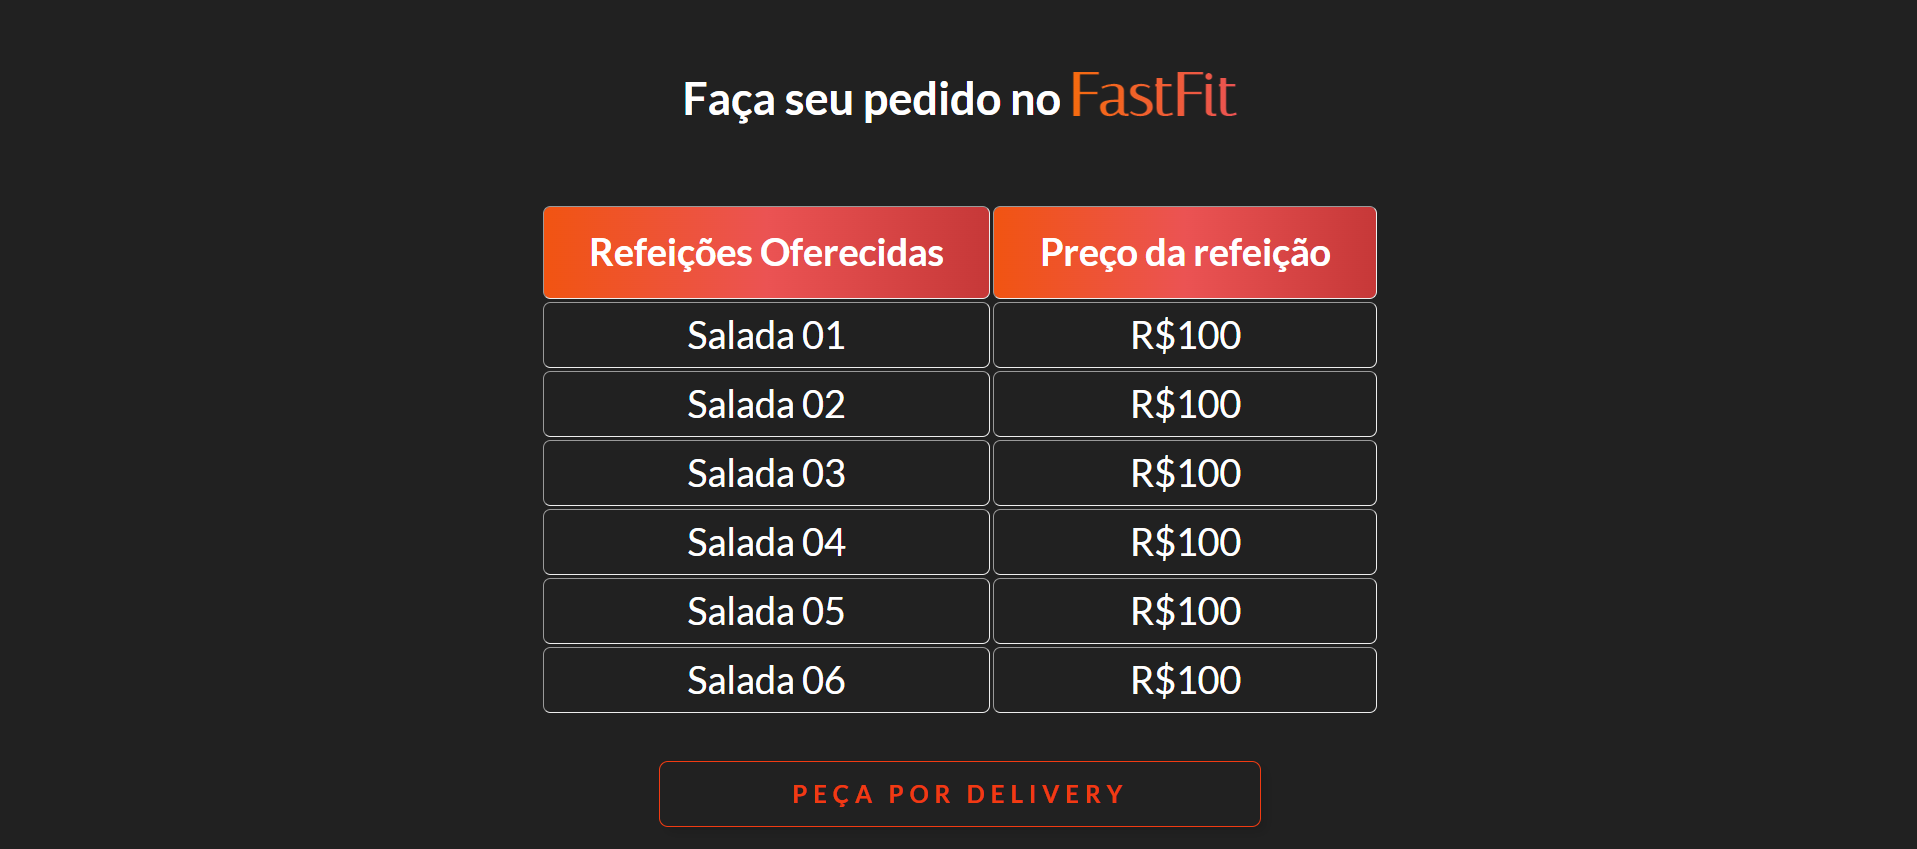 Faça seu pedido no FastFit
Refeições Oferecidas Preço da refeição
Salada 01 R$100
Salada 02 R$100
Salada 03 R$100
Salada 04 R$100
Salada 05 R$100
Salada 06 R$100
PEÇA POR DELIVERY